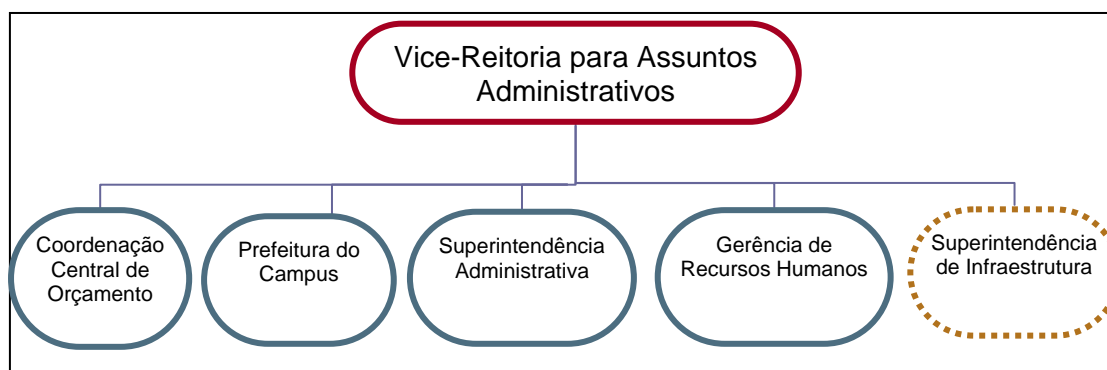 Vice-Reitoria para Assuntos
Administrativos
Coordenação
Central de
Orçamento
Prefeitura do
Campus
Superintendência
Administrativa
Gerência de
Recursos Humanos
Superintendência
de Infraestrutura